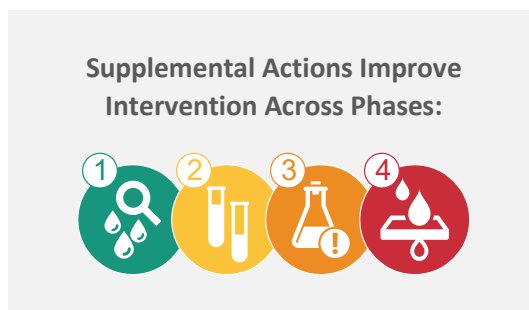 Supplemental Actions Improve
Intervention Across Phases:
1 2 3 4
!